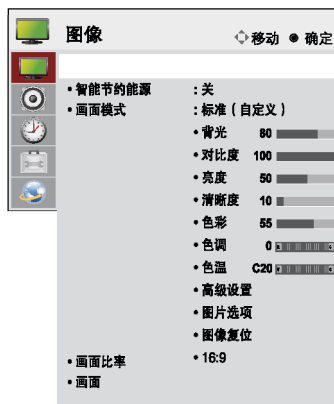 图像 移动 ● 确定
• 智能节约能源 : 关
• 画面模式 : 标准 ( 自定义 )
• 背光 80
• 对比度 100
• 亮度 50
• 清晰度 10
• 色彩 55
• 色调 0
• 色温 C20
• 高级设置
• 图片选项
• 图像复位
• 画面比率 • 16:9
• 画面